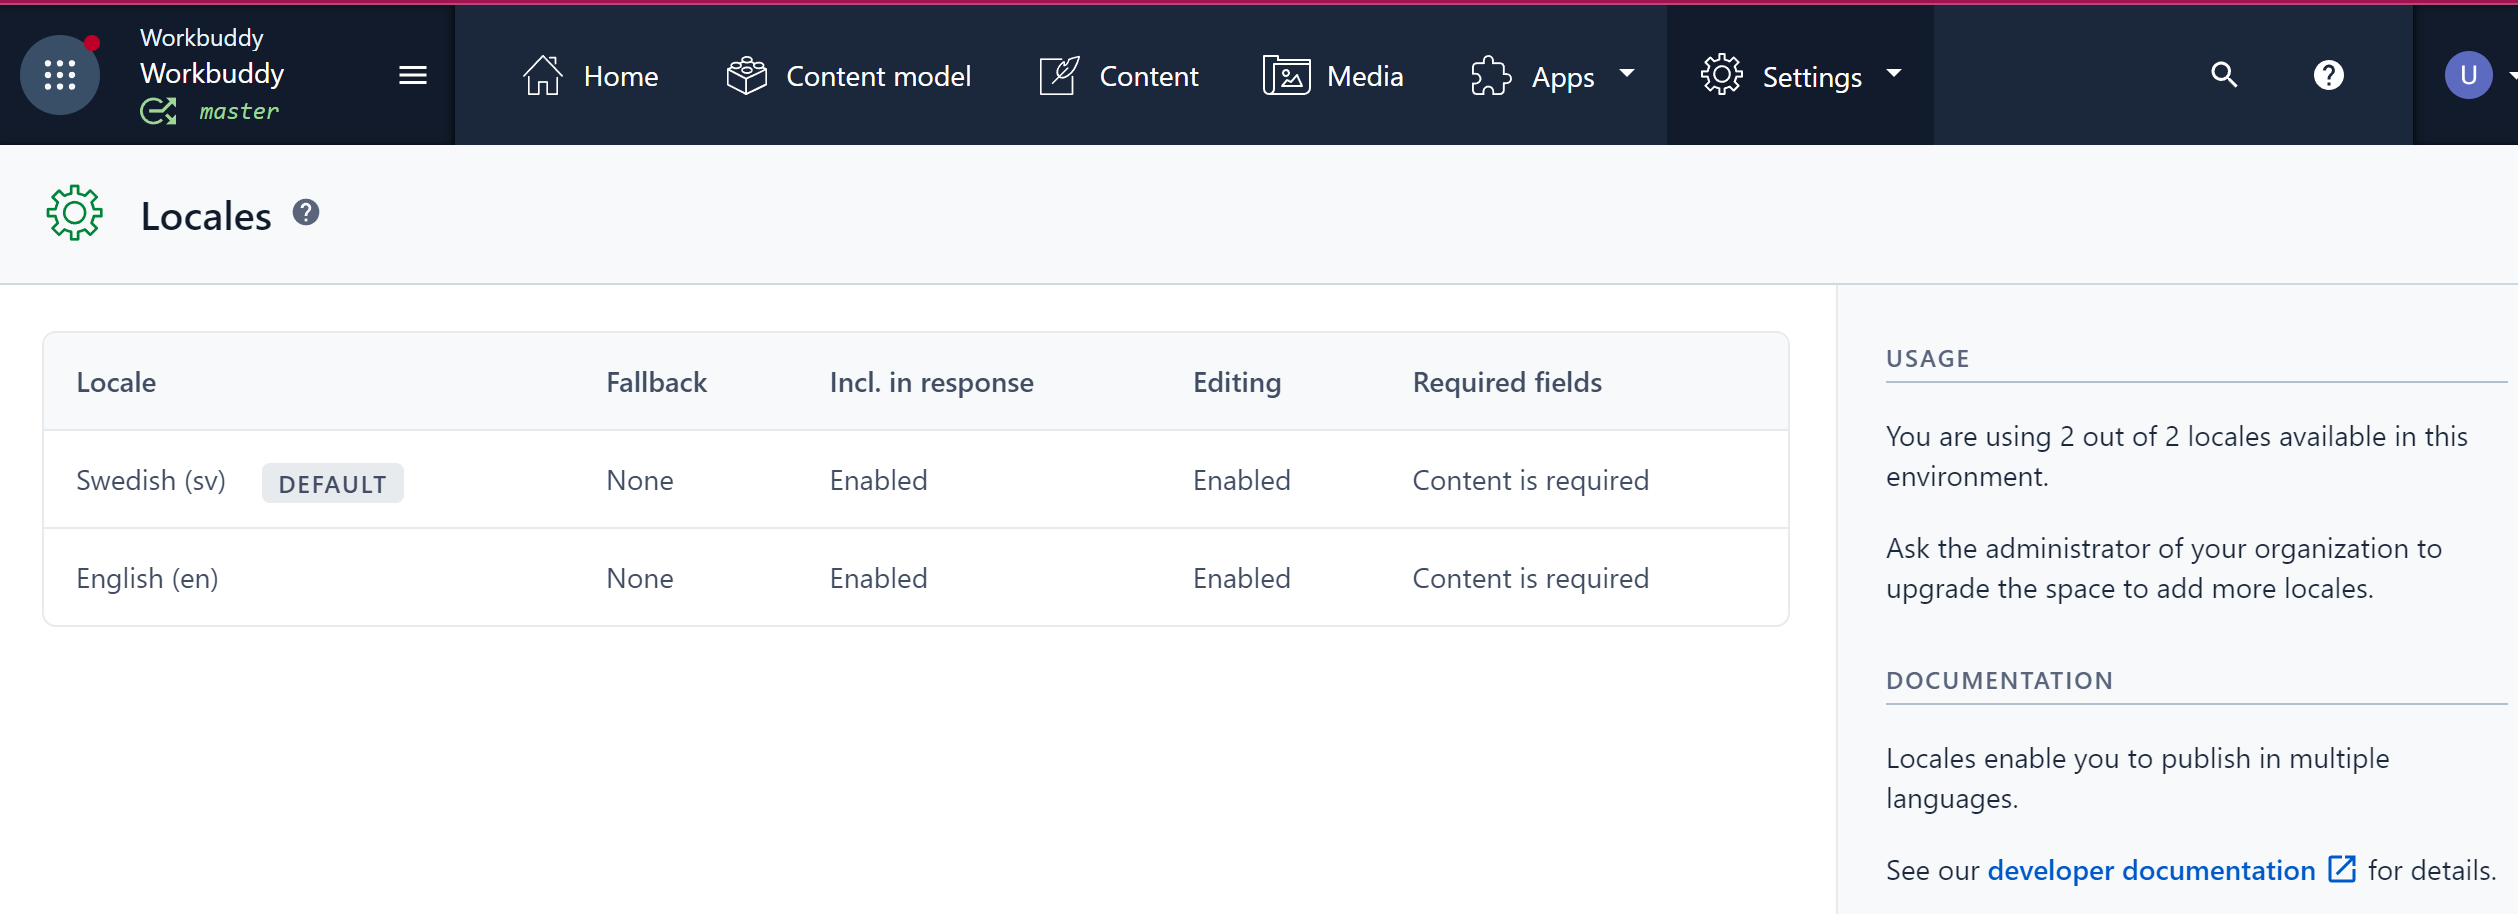 Workbuddy
Workbuddy
master
Home
Content model
Content
Media
Apps
Settings
U
Locales
Locale Fallback Incl. in response Editing Required fields
Swedish (sv) DEFAULT None Enabled Enabled Content is required
English (en) None Enabled Enabled Content is required
USAGE
You are using 2 out of 2 locales available in this
environment.
Ask the administrator of your organization to
upgrade the space to add more locales.
DOCUMENTATION
Locales enable you to publish in multiple
languages.
See our developer documentation for details.